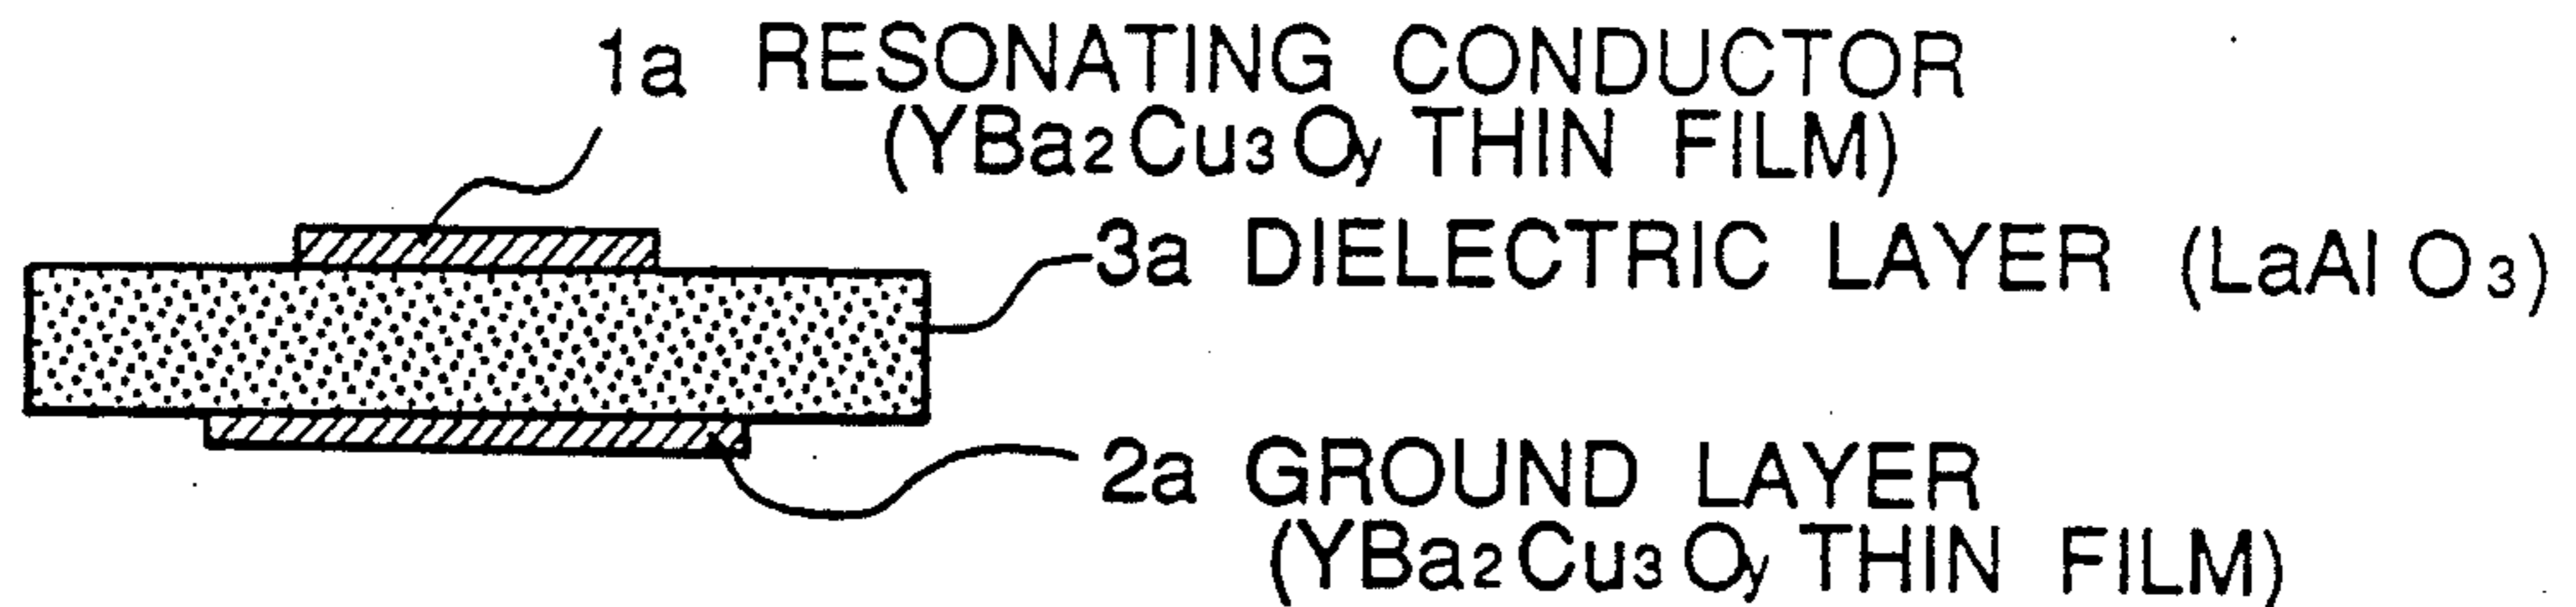 1a RESONATING CONDUCTOR
(YBa2Cu3Oy THIN FILM)
3a DIELECTRIC LAYER (LaAlO3)
2a GROUND LAYER
(YBa2Cu3Oy THIN FILM)